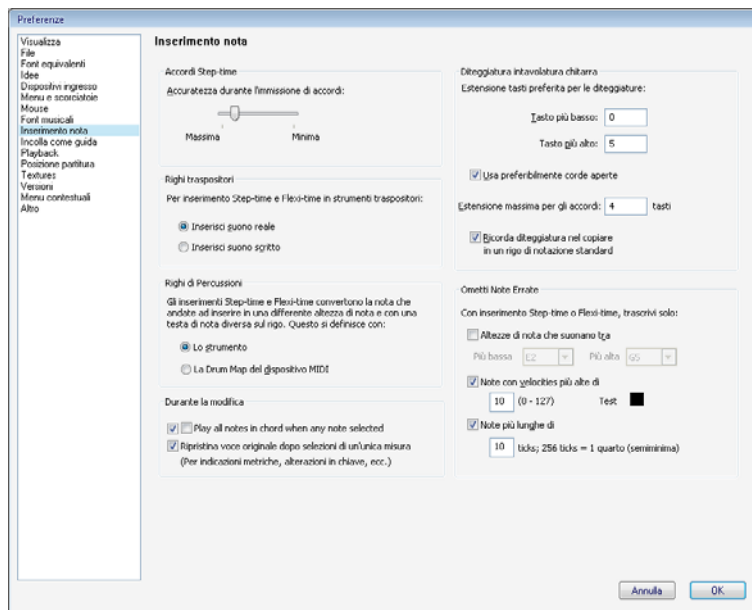 Preferenze
Visualizza
File
Font equivalenti
Idee
Dispositivi ingresso
Menu e scorciatoie
Mouse
Font musicali
Inserimento nota
Incolla come guida
Playback
Posizione partitura
Textures
Versioni
Menu contestuali
Altro
Inserimento nota
Accordi Step-time
Accuratezza durante l'immissione di accordi:
Massima Minima
Righi traspositori
Per inserimento Step-time e Flexi-time in strumenti traspositori:
Inserisci suono reale
Inserisci suono scritto
Righi di Percussioni
Gli inserimenti Step-time e Flexi-time convertono la nota che
andate ad inserire in una differente altezza di nota e con una
testa di nota diversa sul rigo. Questo si definisce con:
Lo strumento
La Drum Map del dispositivo MIDI
Durante la modifica
Play all notes in chord when any note selected
Ripristina voce originale dopo selezioni di un'unica misura
(Per indicazioni metriche, alterazioni in chiave, ecc.)
Diteggiatura intavolatura chitarra
Estensione tasti preferita per le diteggiature:
Tasto più basso: 0
Tasto più alto: 5
Usa preferibilmente corde aperte
Estensione massima per gli accordi: 4 tasti
Ricorda diteggiatura nel copiare
in un rigo di notazione standard
Ometti Note Errate
Con inserimento Step-time o Flexi-time, trascrivi solo:
Altezze di nota che suonano tra
Più bassa E2 Più alta G5
Note con velocities più alte di
10 (0 - 127) Test
Note più lunghe di
10 ticks; 256 ticks = 1 quarto (semiminima)
Annulla OK